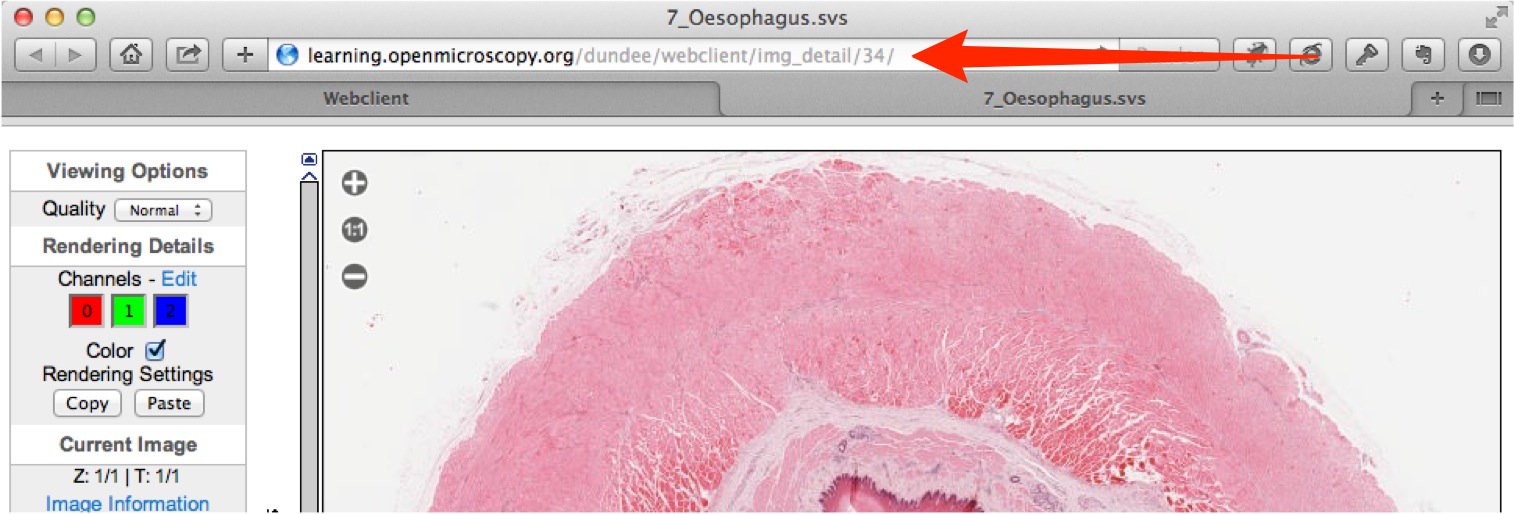 7_Oesophagus.svs
learning.openmicroscopy.org/dundee/webclient/img_detail/34/
Webclient
7_Oesophagus.svs
Viewing Options
Quality Normal
Rendering Details
Channels - Edit
0 1 2
Color
Rendering Settings
Copy Paste
Current Image
Z: 1/1 | T: 1/1
Image Information
1:1